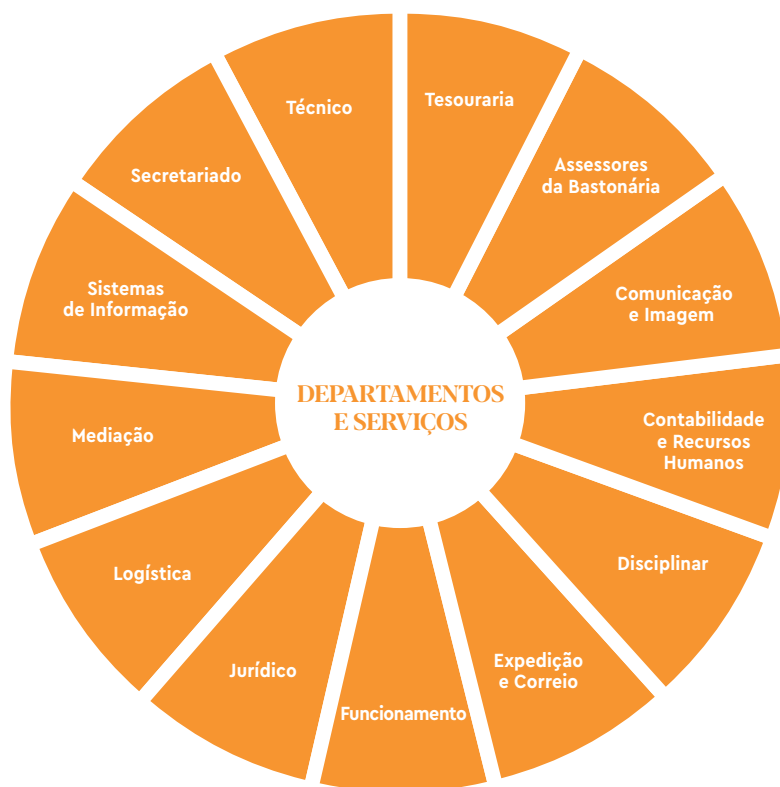 Técnico
Tesouraria
Assessores
da Bastonária
Comunicação
e Imagem
Contabilidade
e Recursos
Humanos
Disciplinar
Expedição
e Correio
Funcionamento
Jurídico
Logística
Mediação
Sistemas
de Informação
Secretariado
DEPARTAMENTOS
E SERVIÇOS